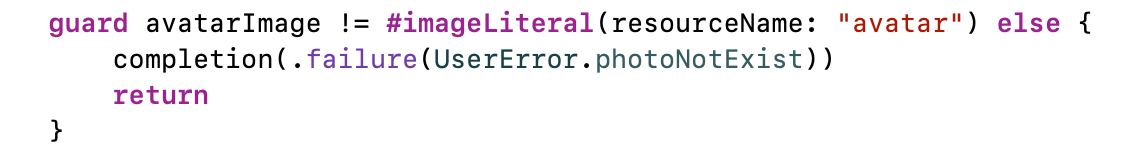 guard avatarImage != #imageLiteral(resourceName: "avatar") else {
    completion(.failure(UserError.photoNotExist))
    return
}